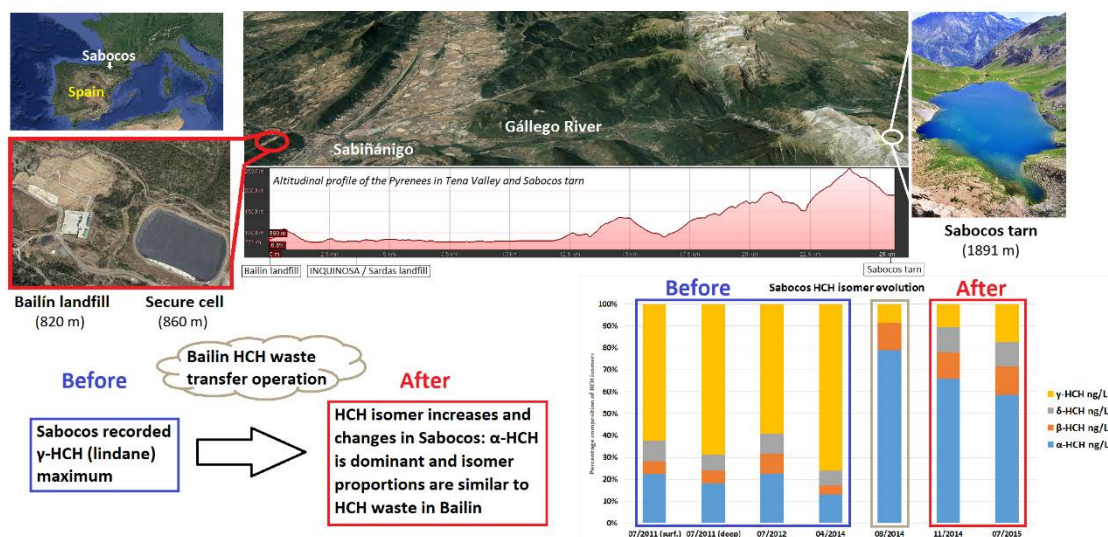 Sabocos
Spain
Gállego River
Sabiñánigo
Altitudinal profile of the Pyrenees in Tena Valley and Sabocos tarn
Bailín landfill
INQUINOSA / Sardas landfill
Sabocos tarn
Sabocos tarn
(1891 m)
Bailín landfill
(820 m)
Secure cell
(860 m)
Bailin HCH waste
transfer operation
Before
After
Sabocos recorded
γ-HCH (lindane)
maximum
HCH isomer increases and
changes in Sabocos: α-HCH
is dominant and isomer
proportions are similar to
HCH waste in Bailin
Before
After
Sabocos HCH isomer evolution
Percentage composition of HCH isomers
100%
90%
80%
70%
60%
50%
40%
30%
20%
10%
0%
07/2011 (surf.)
07/2011 (deep)
07/2012
04/2014
08/2014
11/2014
07/2015
γ-HCH ng/L
δ-HCH ng/L
β-HCH ng/L
α-HCH ng/L